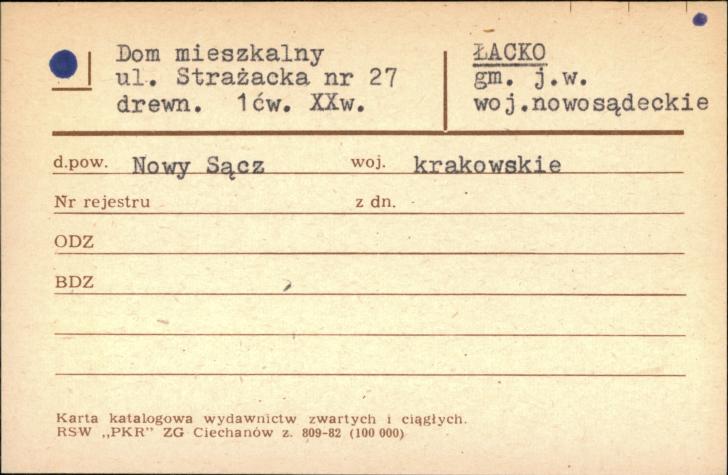 Dom mieszkalny
ul. Strażacka nr 27
drewn. 1ćw. XXw.
ŁACKO
gm. j.w.
woj.nowosądeckie
d.pow. Nowy Sącz woj. krakowskie
Nr rejestru z dn.
ODZ
BDZ
Karta katalogowa wydawnictw zwartych i ciągłych.
RSW „PKR" ZG Ciechanów z. 809-82 (100 000)